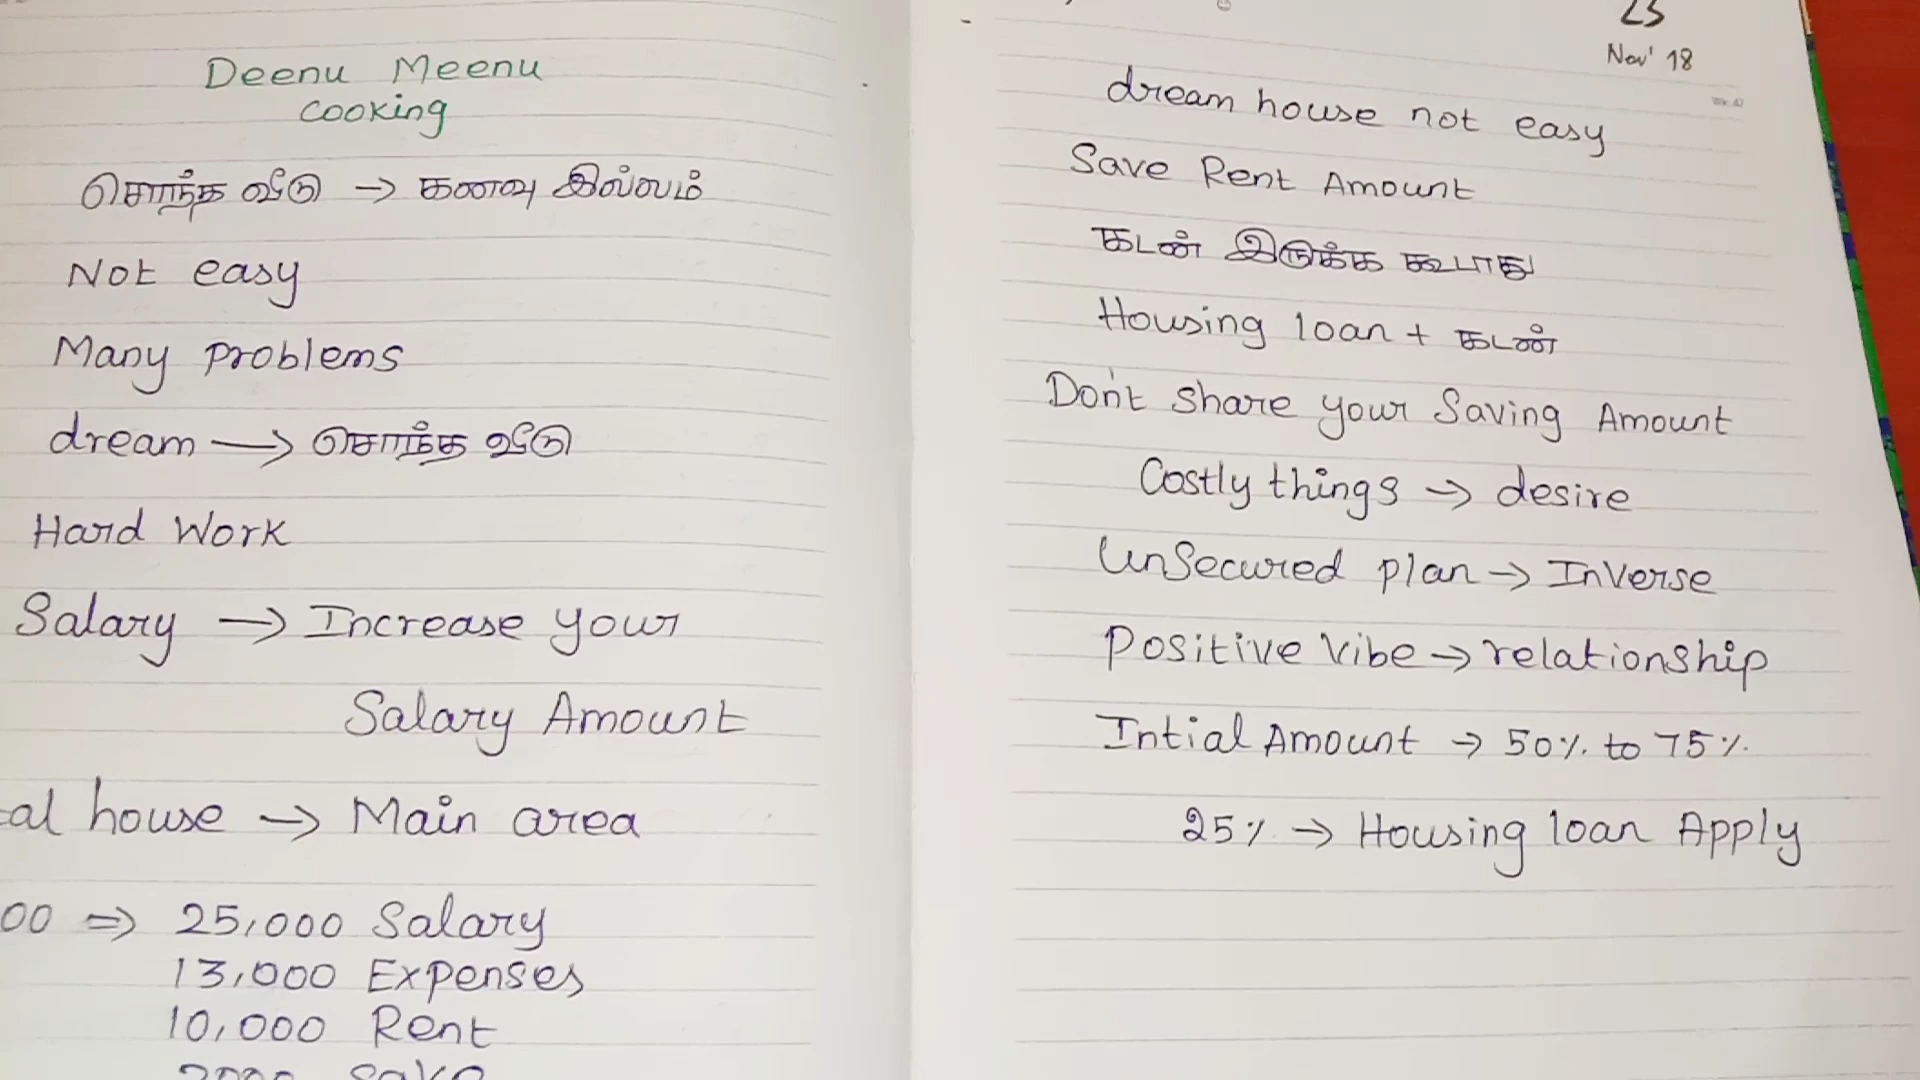 Deenu Meenu
cooking
சொந்த வீடு → கனவு இல்லம்
Not easy
Many problems
dream → சொந்த வீடு
Hard Work
Salary → Increase your
Salary Amount
al house → Main area
00 ⇒ 25,000 Salary
13,000 Expenses
10,000 Rent
25
Nov' 18
dream house not easy
Save Rent Amount
கடன் இருக்க கூடாது
Housing loan + கடன்
Don't share your Saving Amount
Costly things → desire
UnSecured plan → Inverse
Positive Vibe → relationship
Intial Amount → 50% to 75%.
25% → Housing loan Apply